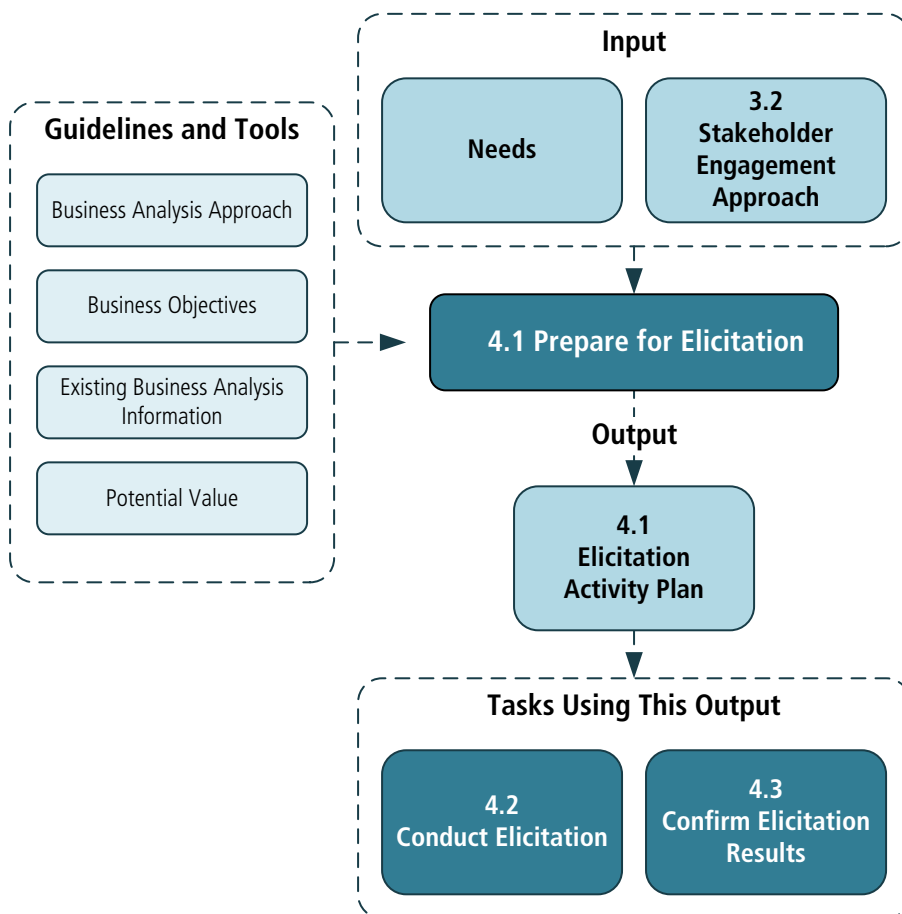 Input
Needs
3.2
Stakeholder
Engagement
Approach
Guidelines and Tools
Business Analysis Approach
Business Objectives
Existing Business Analysis
Information
Potential Value
4.1 Prepare for Elicitation
Output
4.1
Elicitation
Activity Plan
Tasks Using This Output
4.2
Conduct Elicitation
4.3
Confirm Elicitation
Results